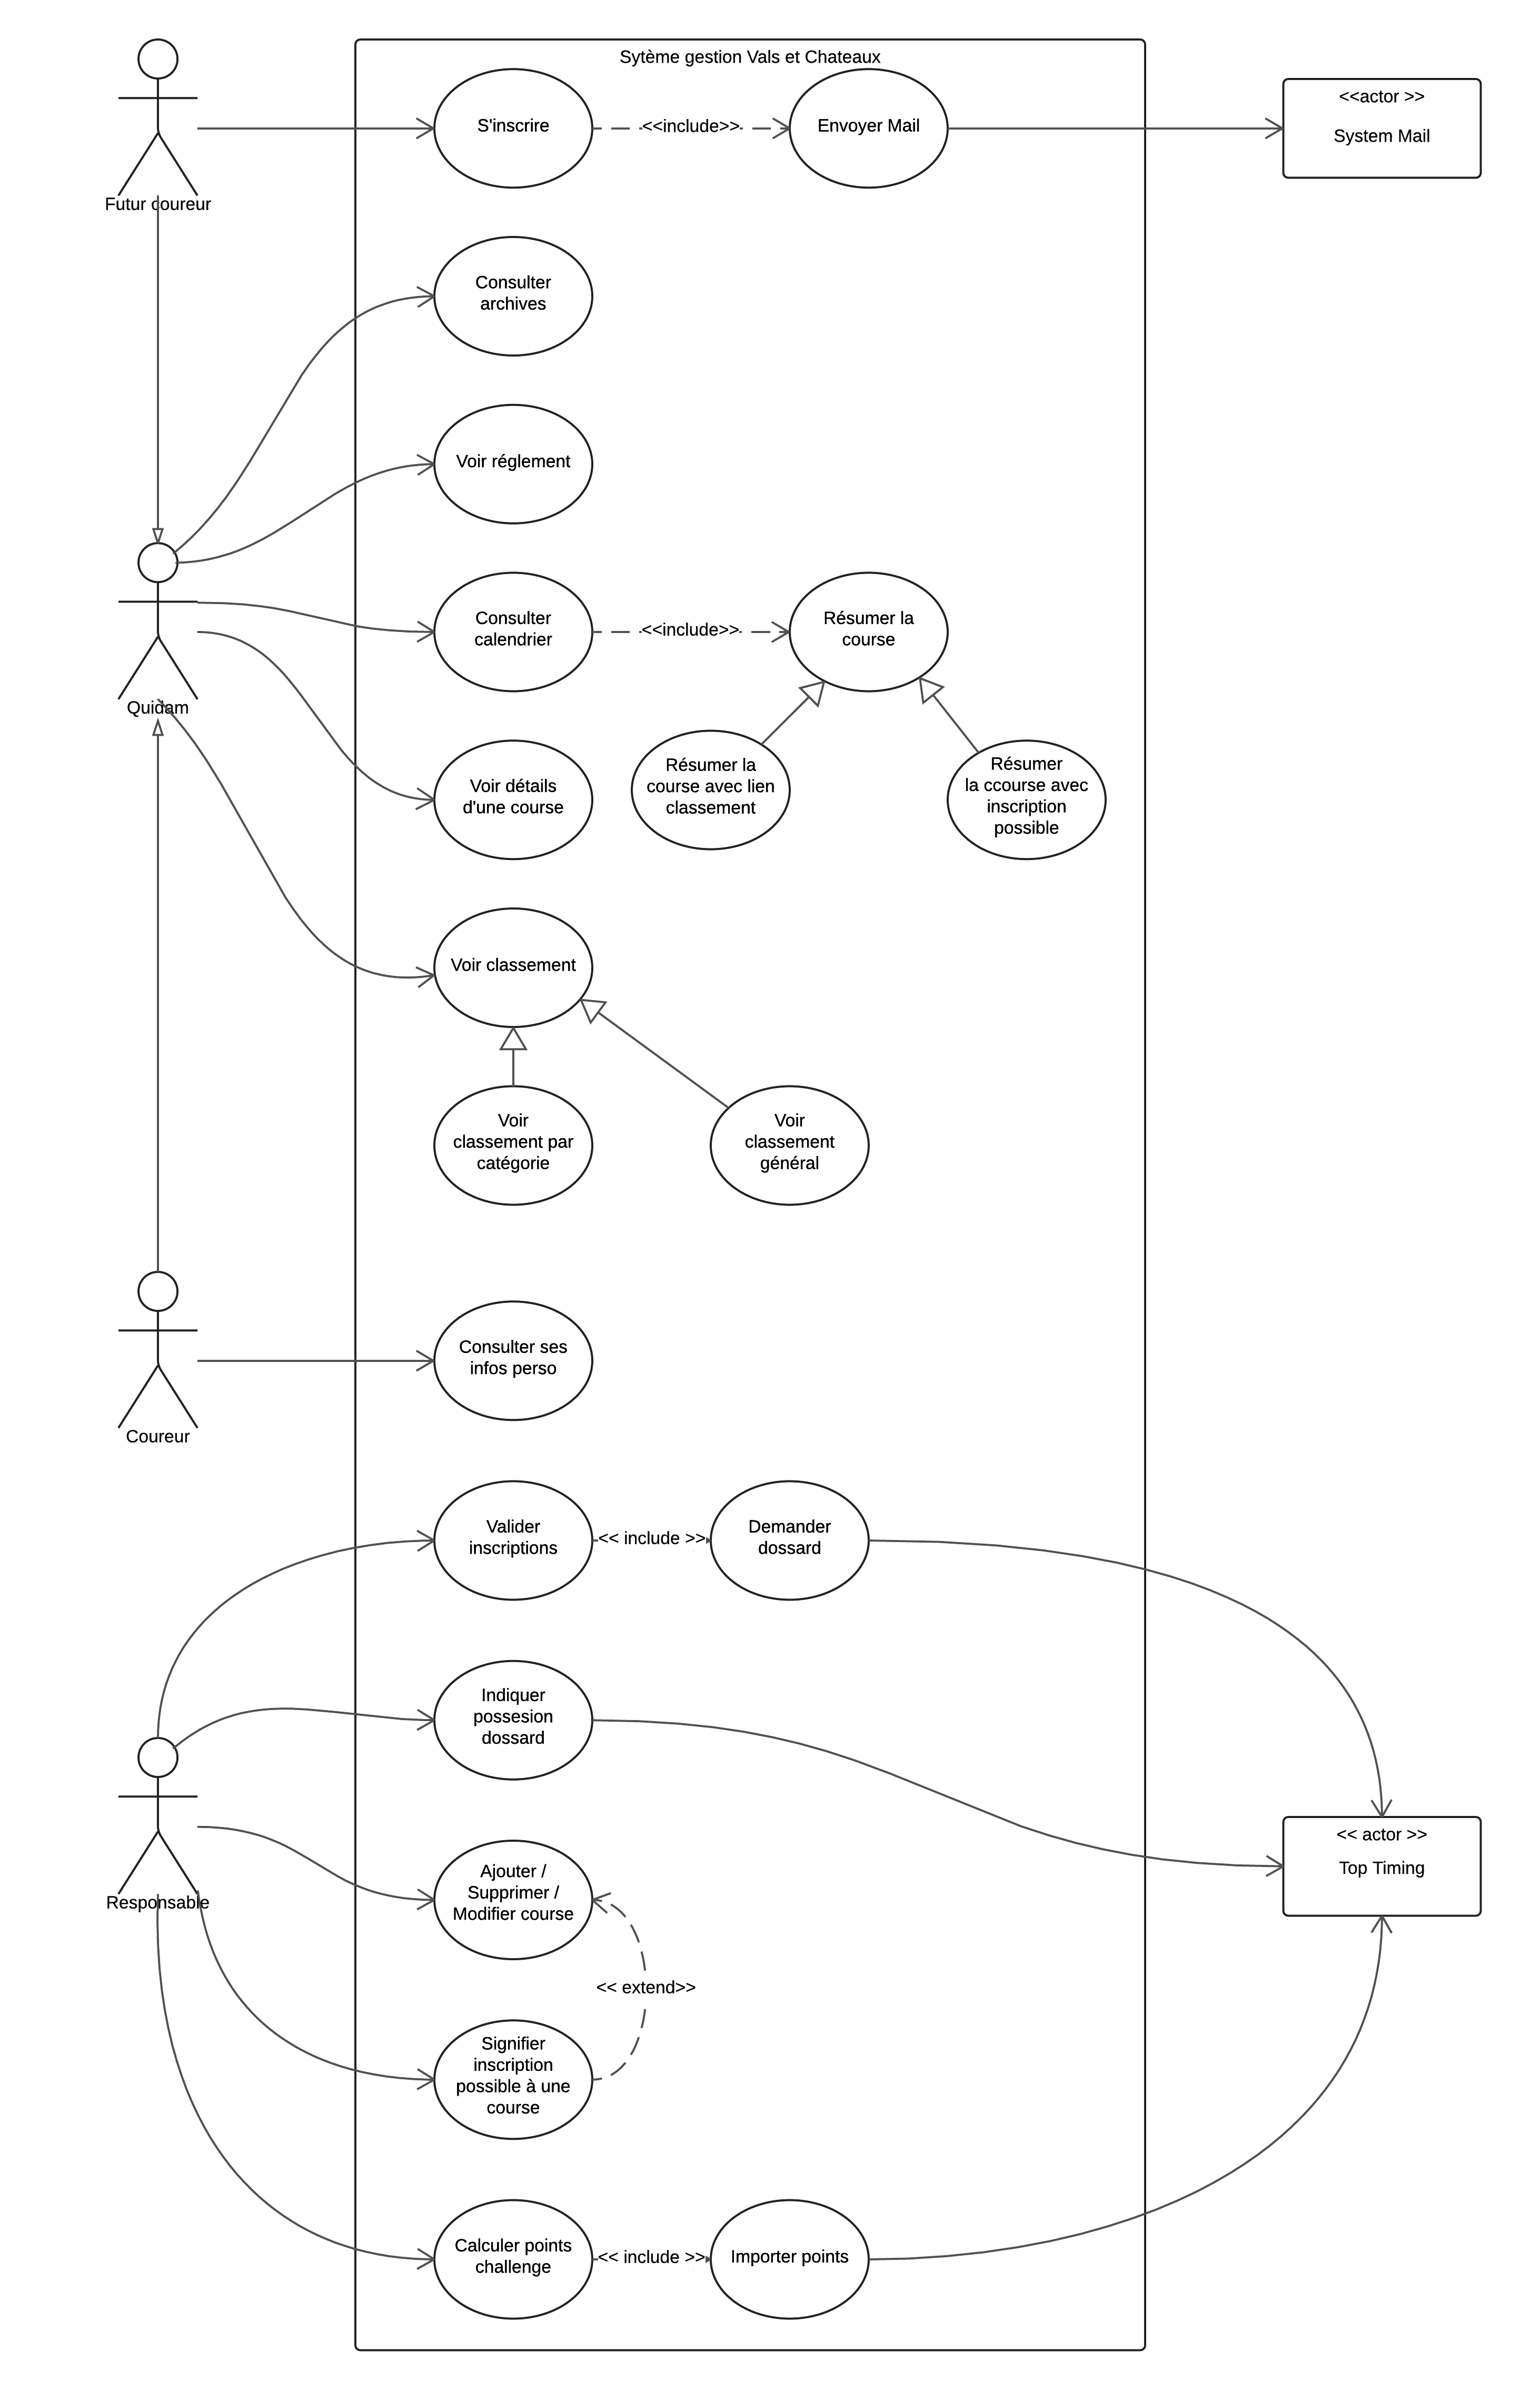 Sytème gestion Vals et Chateaux
S'inscrire
<<include>>
Envoyer Mail
<<actor >>
System Mail
Futur coureur
Consulter
archives
Voir réglement
Consulter
calendrier
<<include>>
Résumer la
course
Quidam
Voir détails
d'une course
Résumer la
course avec lien
classement
Résumer
la ccourse avec
inscription
possible
Voir classement
Voir
classement par
catégorie
Voir
classement
général
Consulter ses
infos perso
Coureur
Valider
inscriptions
<< include >>
Demander
dossard
Indiquer
possesion
dossard
<< actor >>
Top Timing
Responsable
Ajouter /
Supprimer /
Modifier course
<< extend>>
Signifier
inscription
possible à une
course
Calculer points
challenge
<< include >>
Importer points